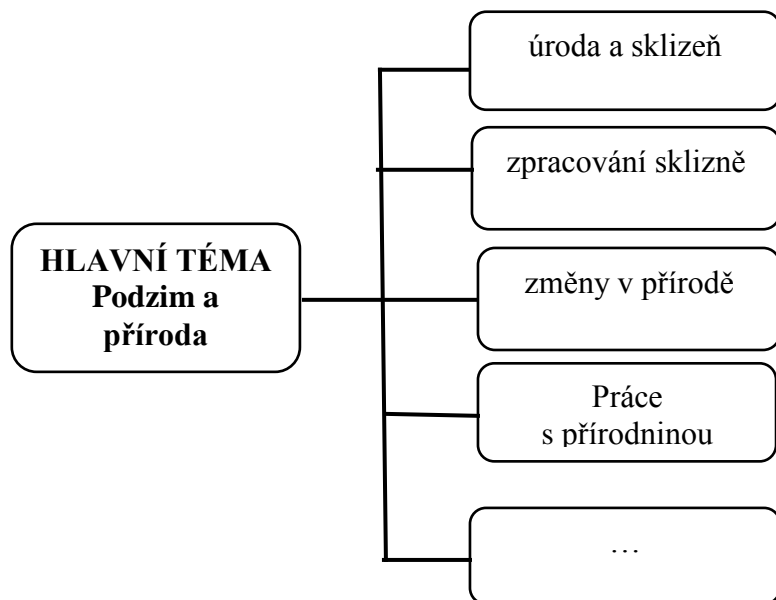 HLAVNÍ TÉMA
Podzim a
příroda
úroda a sklizeň
zpracování sklizně
změny v přírodě
Práce
s přírodninou
…